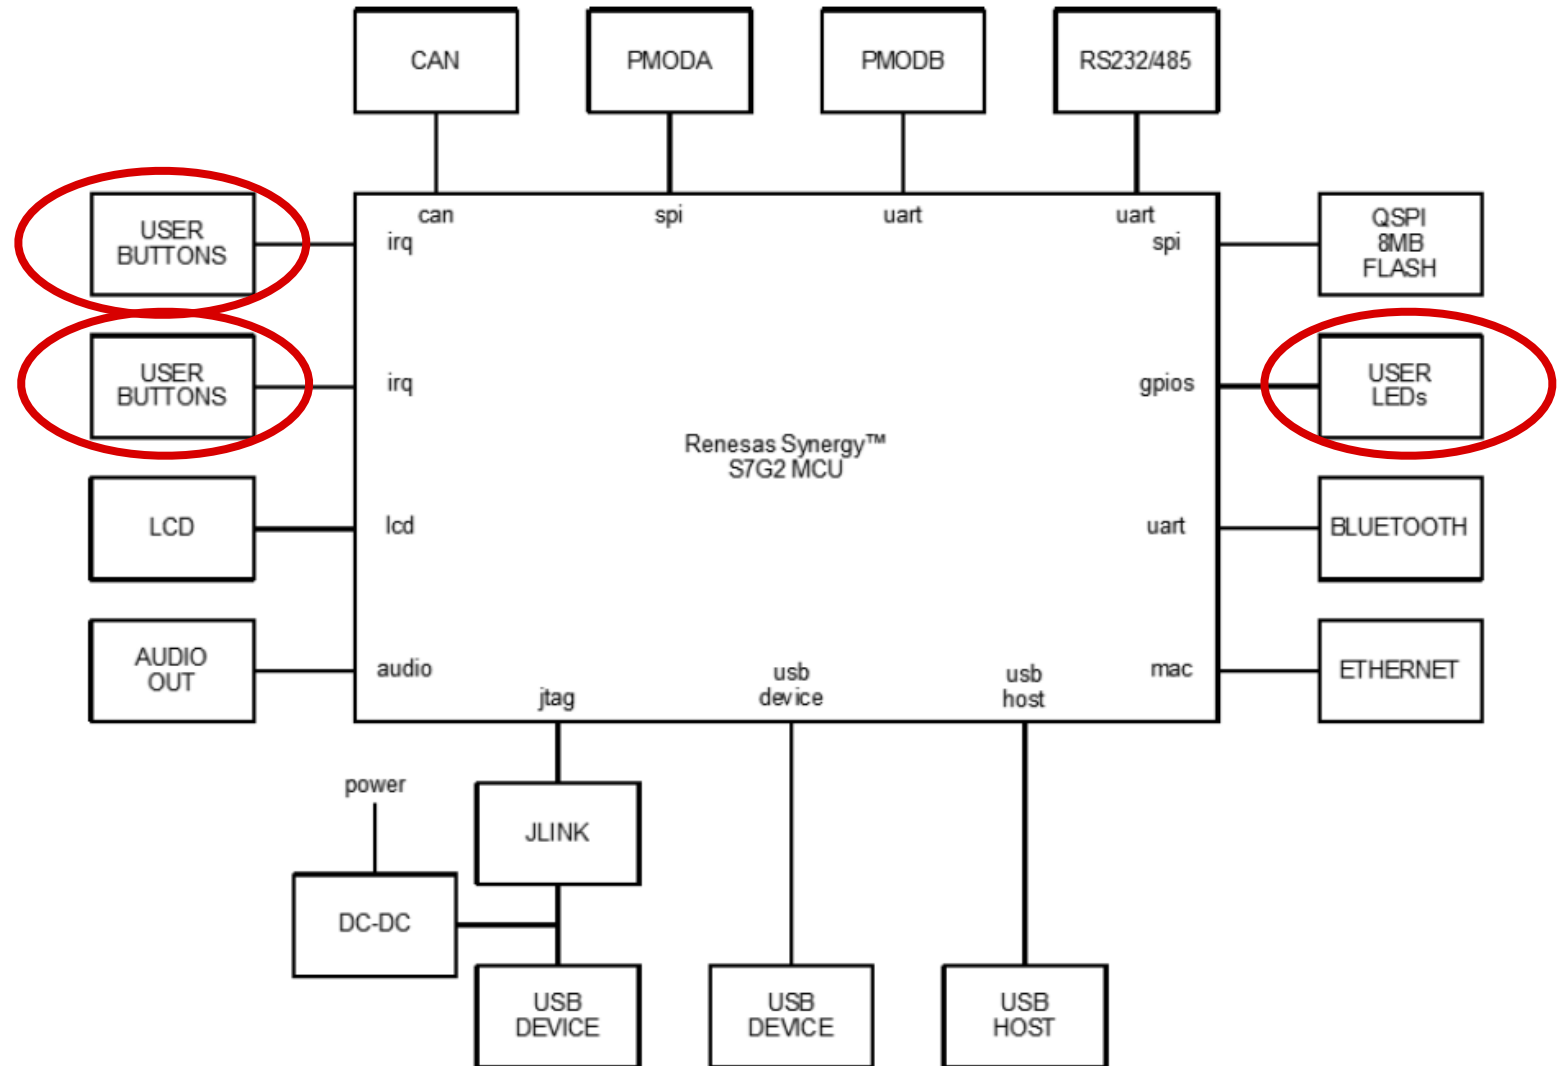 CAN
PMODA
PMODB
RS232/485
can
spi
uart
uart
USER
BUTTONS
irq
spi
QSPI
8MB
FLASH
USER
BUTTONS
irq
gpios
USER
LEDs
Renesas Synergy™
S7G2 MCU
LCD
lcd
uart
BLUETOOTH
AUDIO
OUT
audio
jtag
usb
device
usb
host
mac
ETHERNET
power
JLINK
DC-DC
USB
DEVICE
USB
DEVICE
USB
HOST